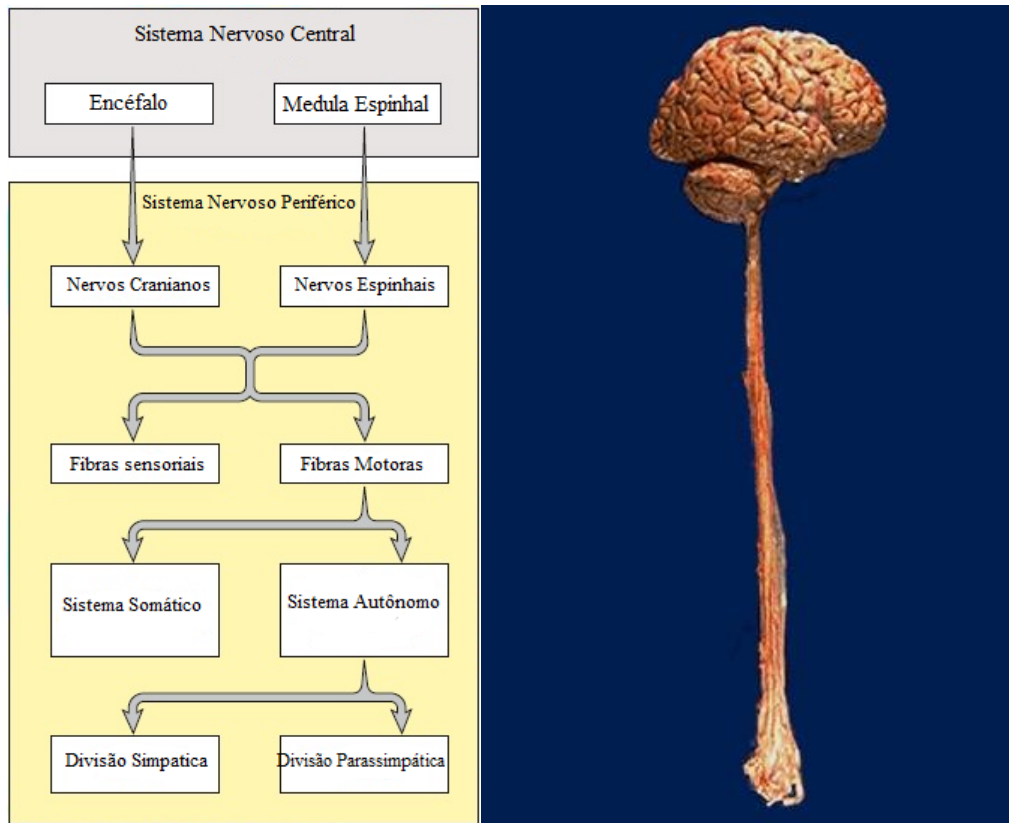 Sistema Nervoso Central
Encéfalo
Medula Espinhal
Sistema Nervoso Periférico
Nervos Cranianos
Nervos Espinhais
Fibras sensoriais
Fibras Motoras
Sistema Somático
Sistema Autônomo
Divisão Simpatica
Divisão Parassimpática